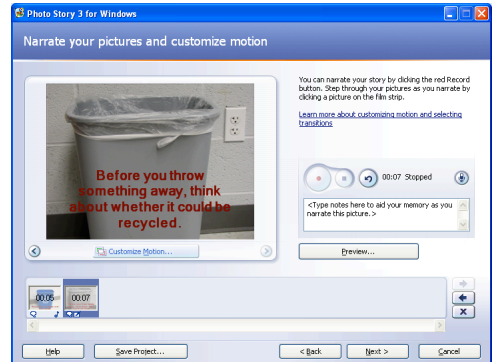 Photo Story 3 for Windows
Narrate your pictures and customize motion
You can narrate your story by clicking the red Record
button. Step through your pictures as you narrate by
clicking a picture on the film strip.
Learn more about customizing motion and selecting
transitions
Before you throw
something away, think
about whether it could be
recycled.
00:07 Stopped
<Type notes here to aid your memory as you
narrate this picture.>
Customize Motion...
Preview...
00:05
00:07
Help
Save Project...
< Back
Next >
Cancel